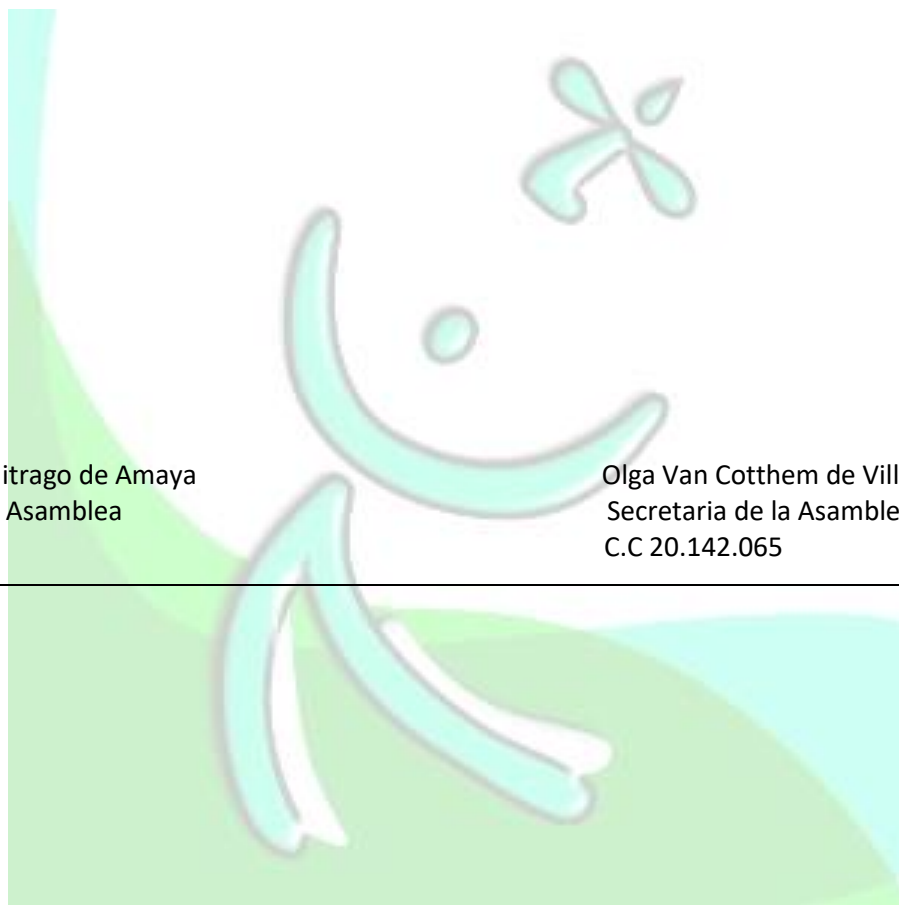 itrago de Amaya Olga Van Cotthem de Vill
Asamblea Secretaria de la Asamble
C.C 20.142.065